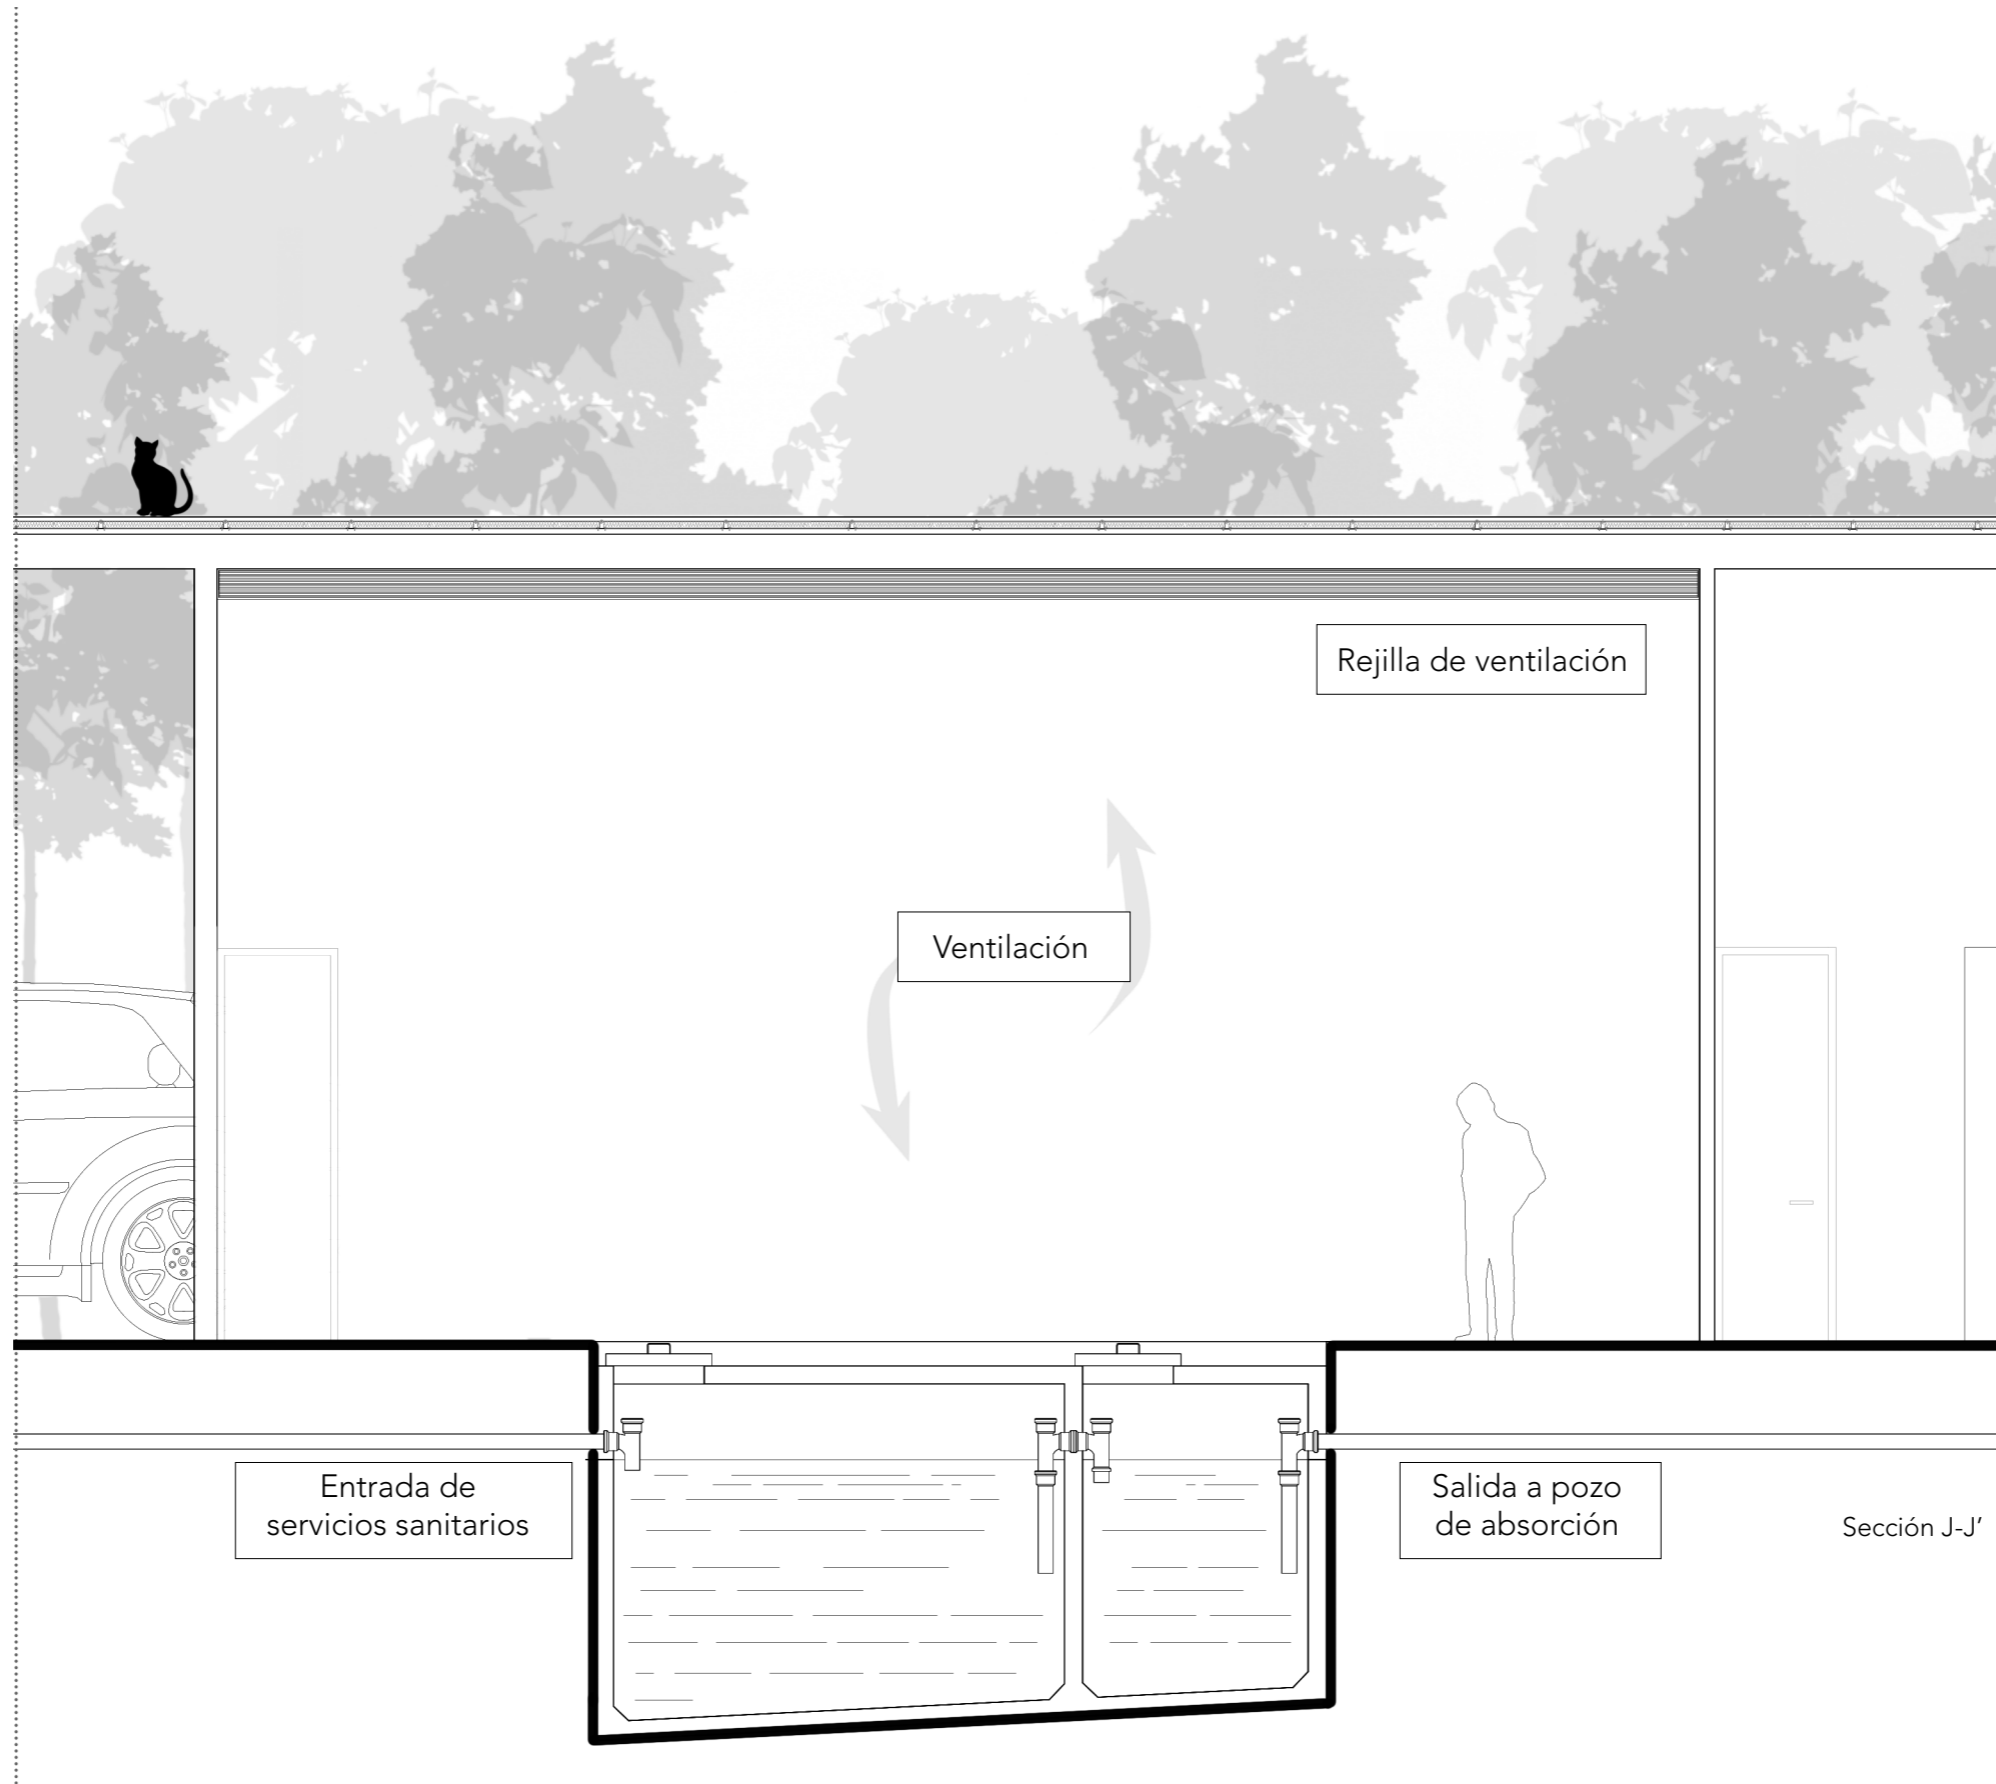 Rejilla de ventilación
Ventilación
Entrada de
servicios sanitarios
Salida a pozo
de absorción
Sección J-J’